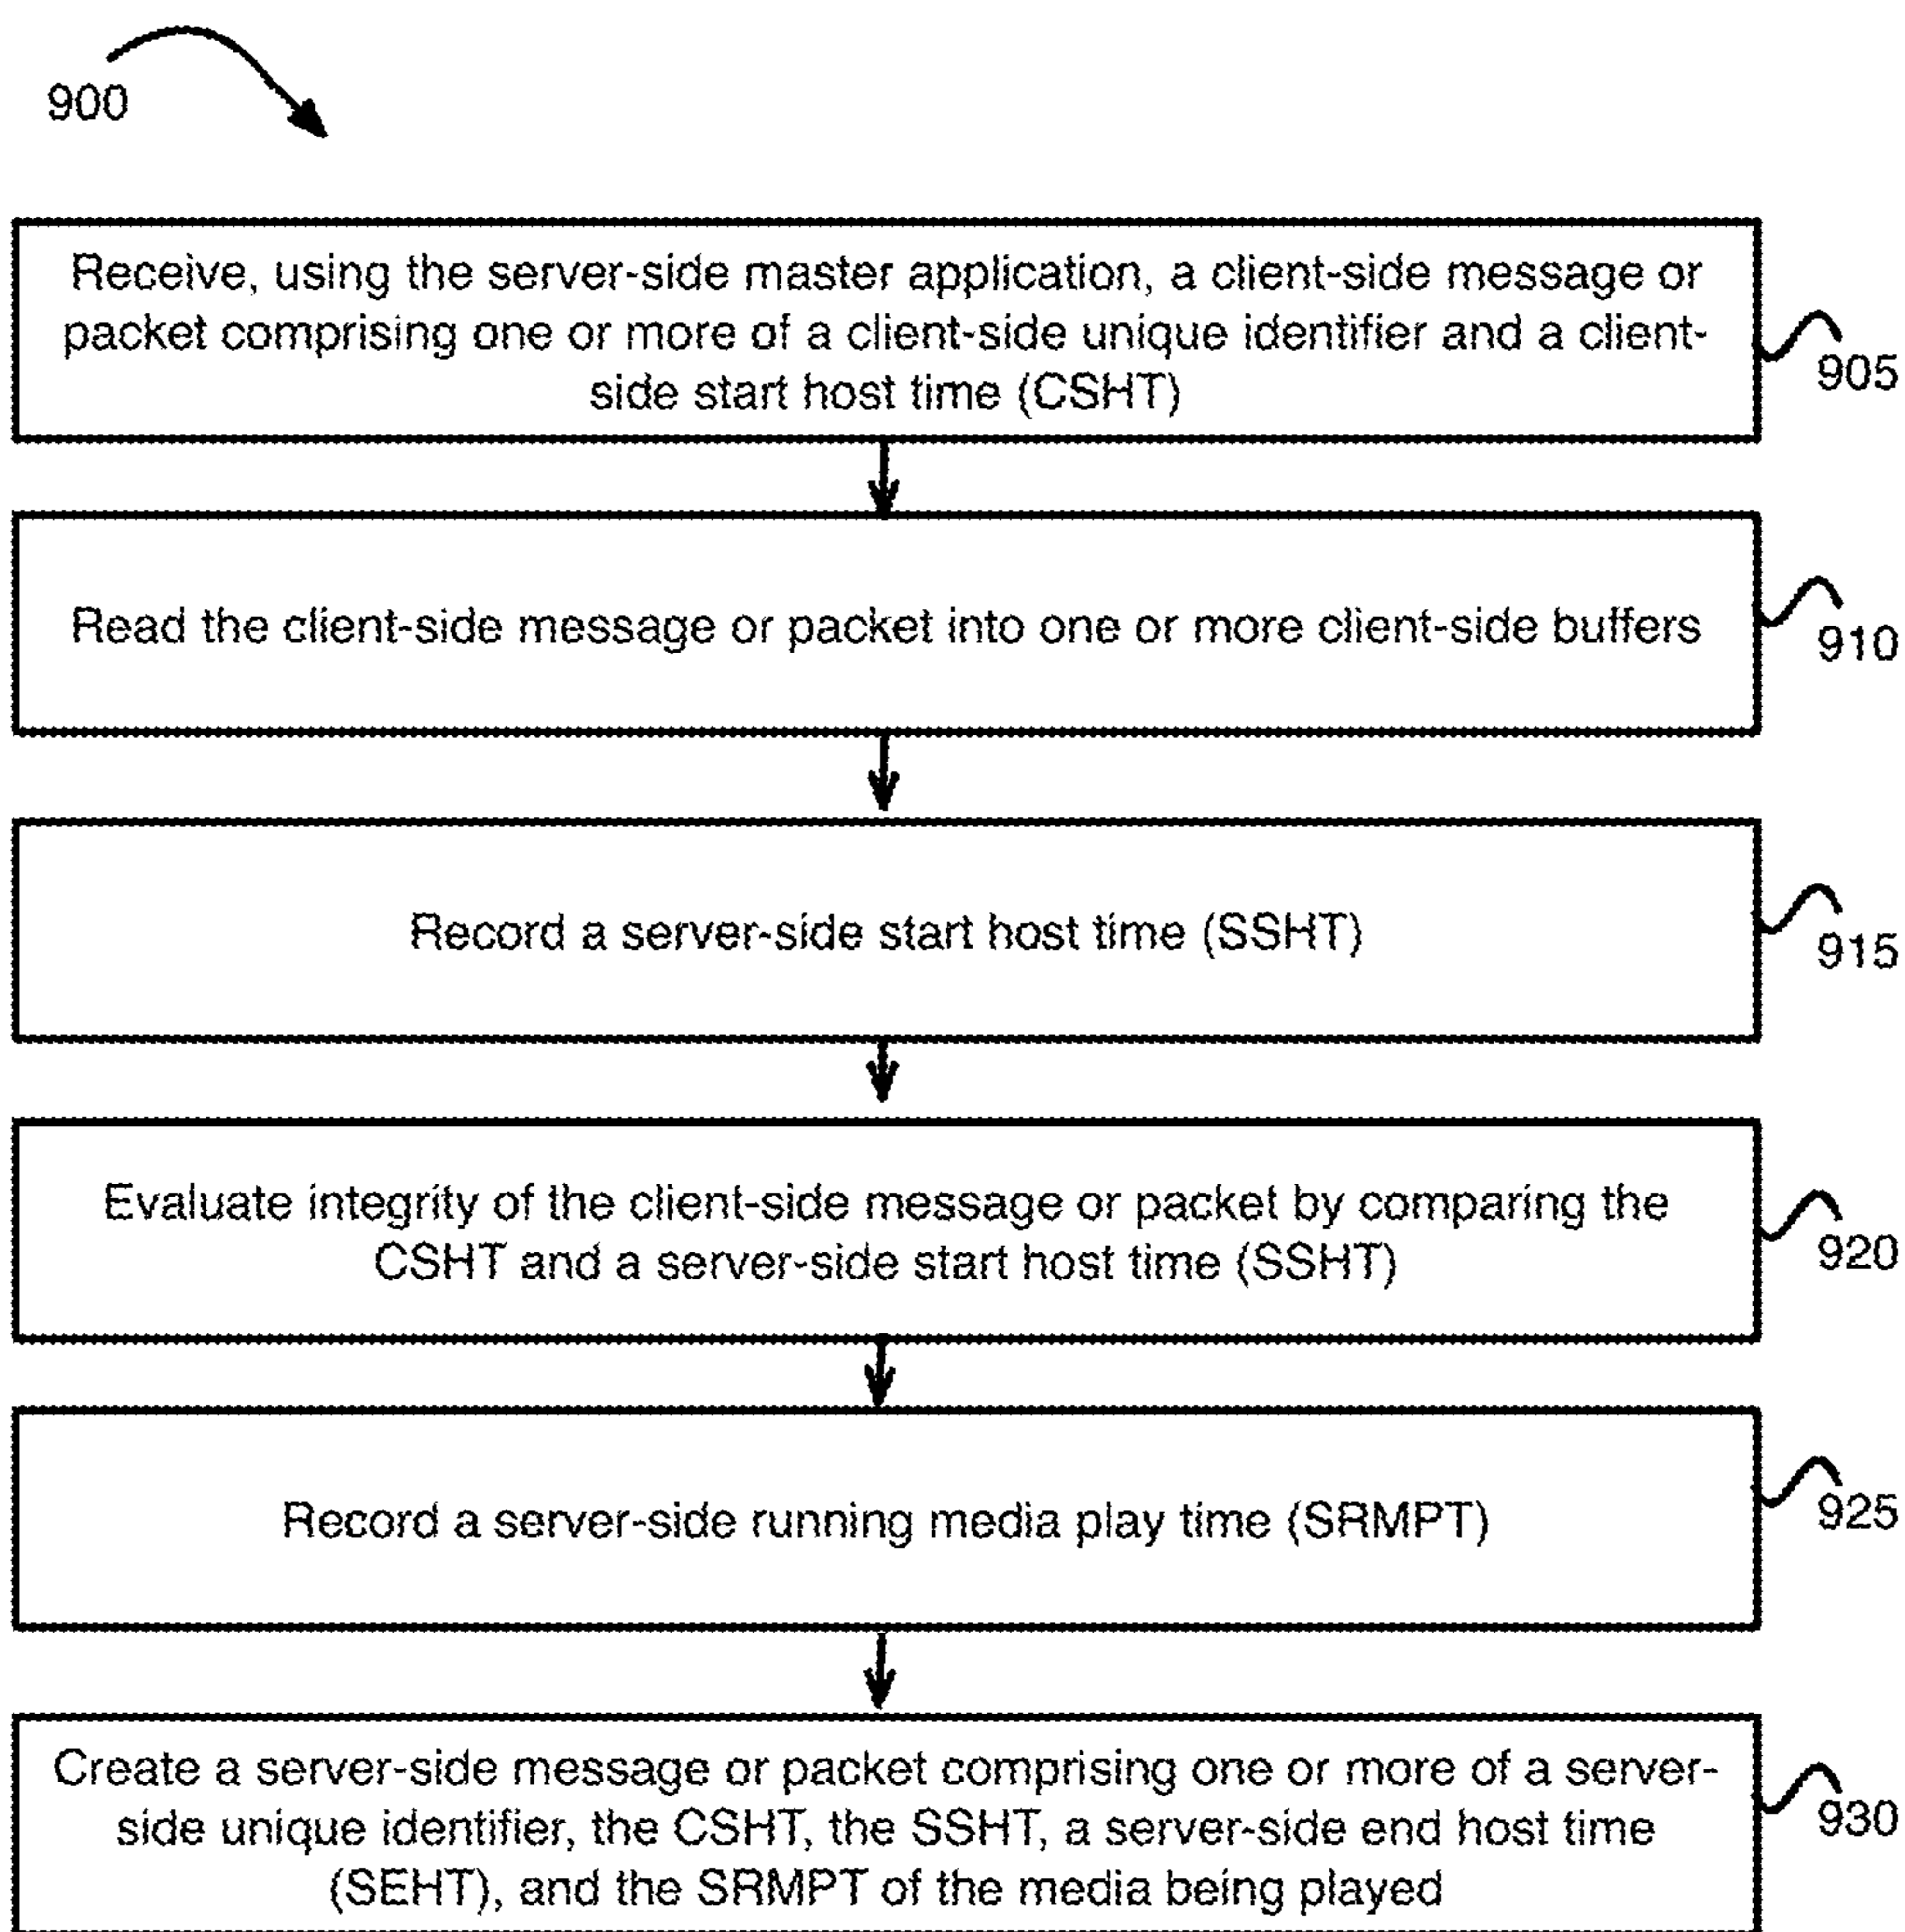 900
Receive, using the server-side master application, a client-side message or
packet comprising one or more of a client-side unique identifier and a client-
side start host time (CSHT)
905
Read the client-side message or packet into one or more client-side buffers
910
Record a server-side start host time (SSHT)
915
Evaluate integrity of the client-side message or packet by comparing the
CSHT and a server-side start host time (SSHT)
920
Record a server-side running media play time (SRMPT)
925
Create a server-side message or packet comprising one or more of a server-
side unique identifier, the CSHT, the SSHT, a server-side end host time
(SEHT), and the SRMPT of the media being played
930